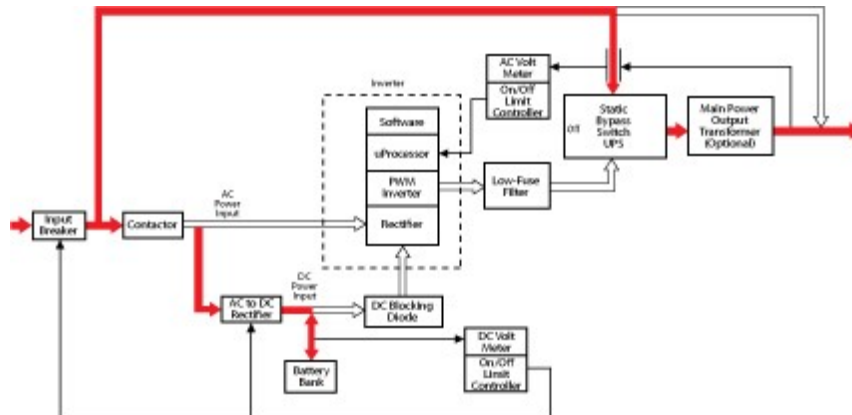 Inverter
Software
uProcessor
PWM
Inverter
Rectifier
AC Volt
Meter
On/Off
Limit
Controller
Off
Static
Bypass
Switch
UPS
Main Power
Output
Transformer
(Optional)
Low-Fuse
Filter
AC
Power
Input
Input
Breaker
Contactor
DC
Power
Input
AC to DC
Rectifier
DC Blocking
Diode
Battery
Bank
DC Volt
Meter
On/Off
Limit
Controller